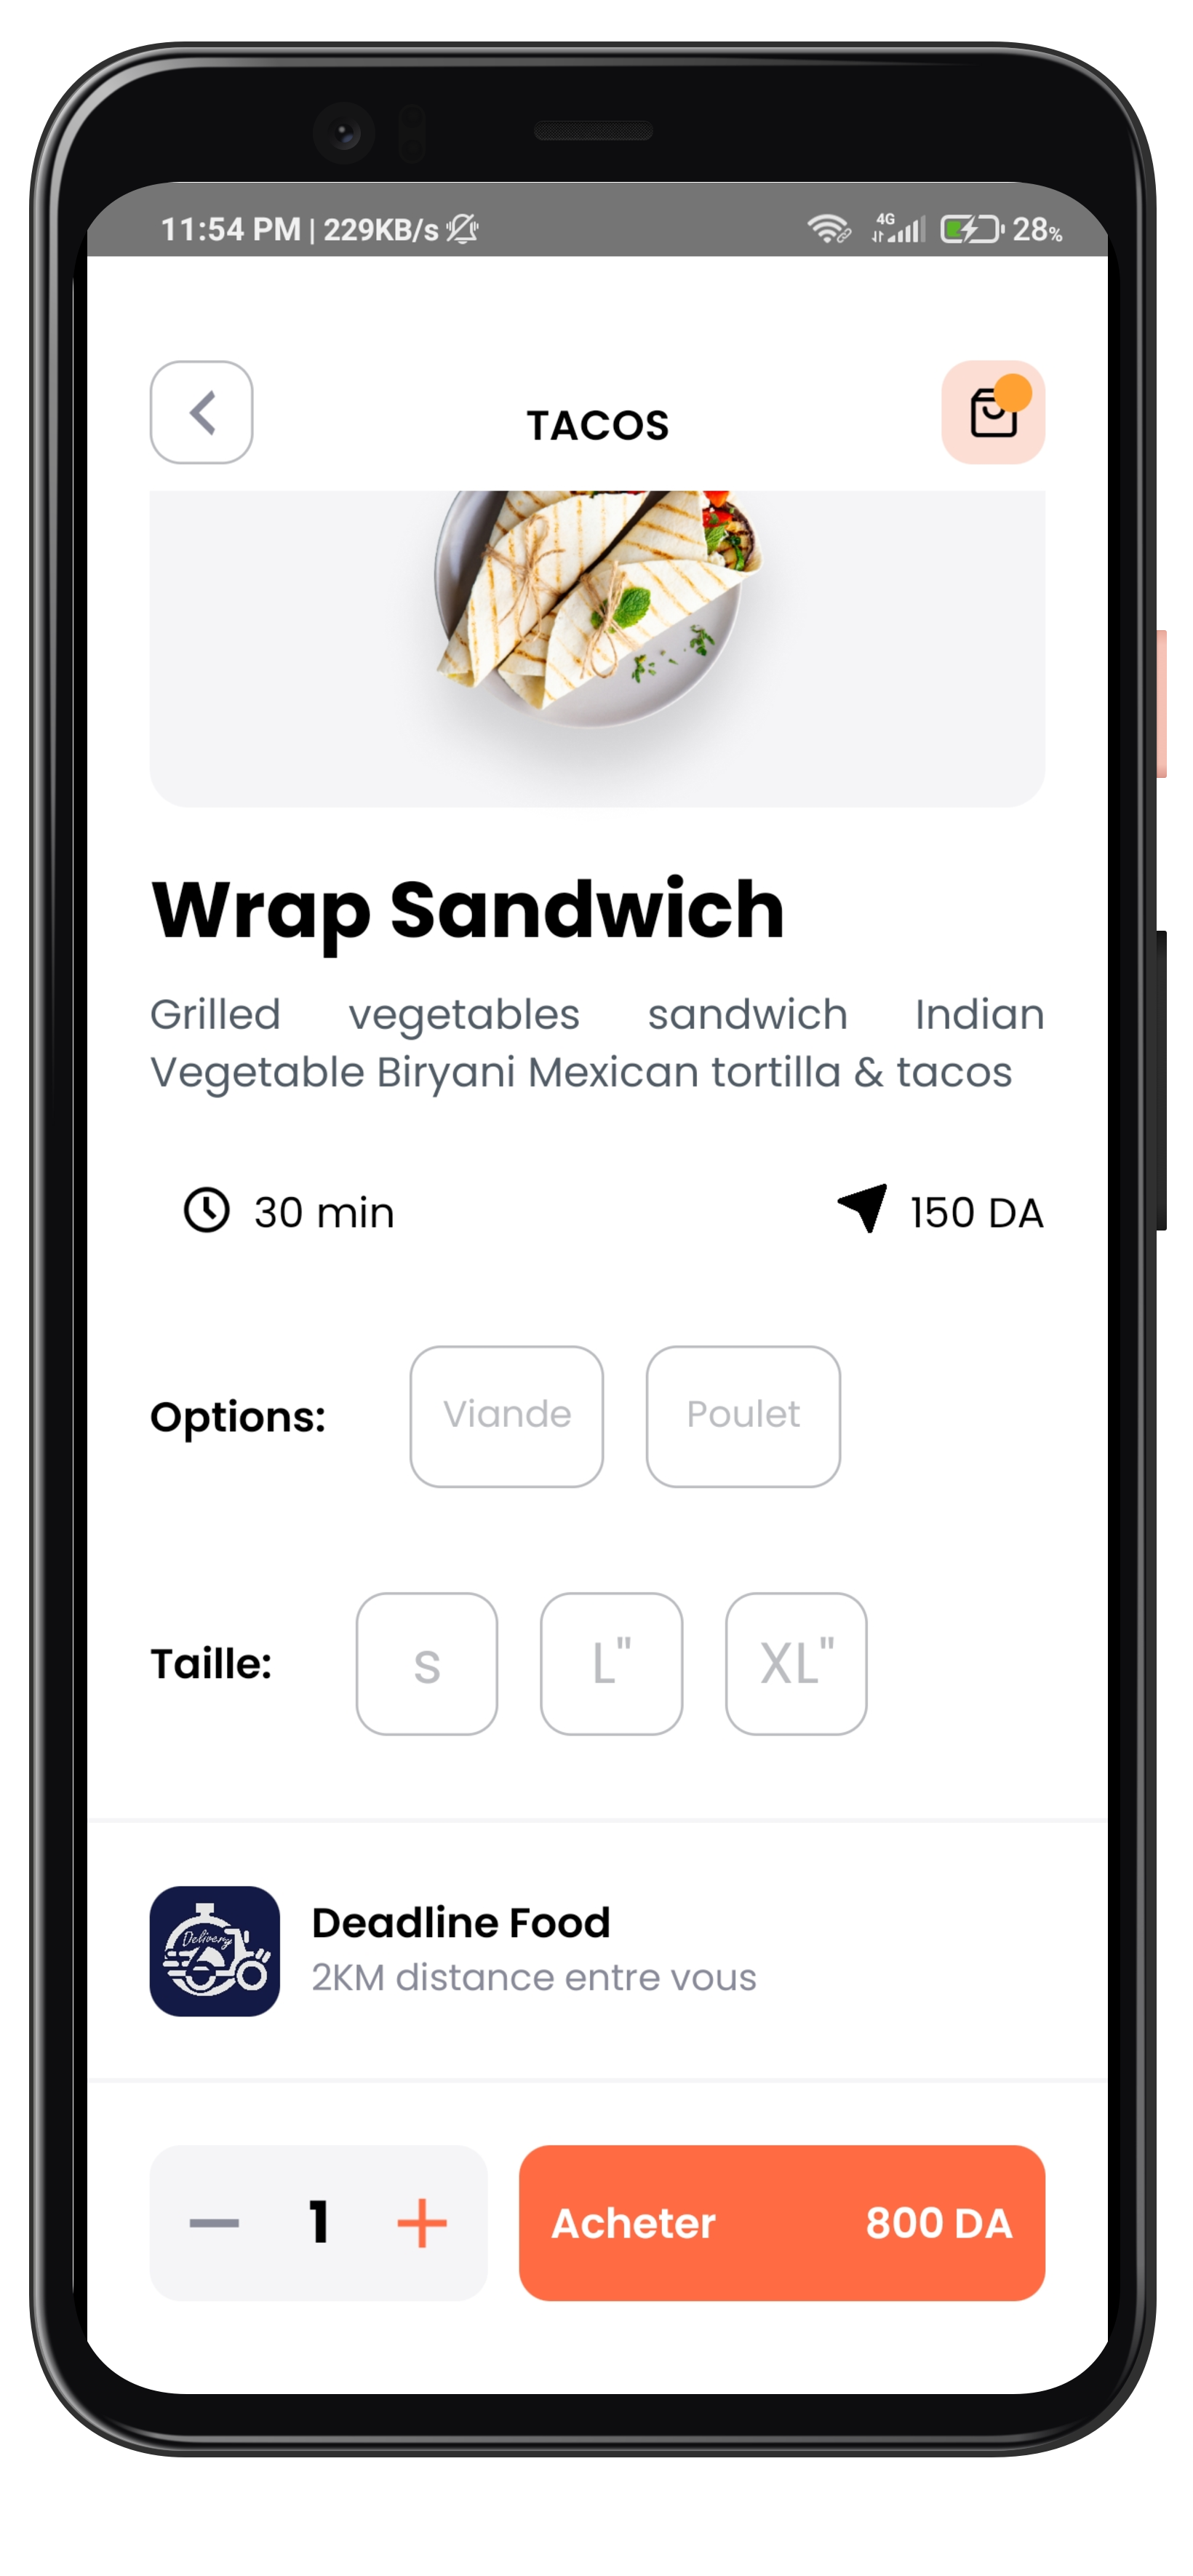 11:54 PM | 229KB/s 4G 28%
TACOS
Wrap Sandwich
Grilled vegetables sandwich Indian
Vegetable Biryani Mexican tortilla & tacos
30 min 150 DA
Options: Viande Poulet
Taille: S L" XL"
Delivery
Deadline Food
2KM distance entre vous
1 Acheter 800 DA